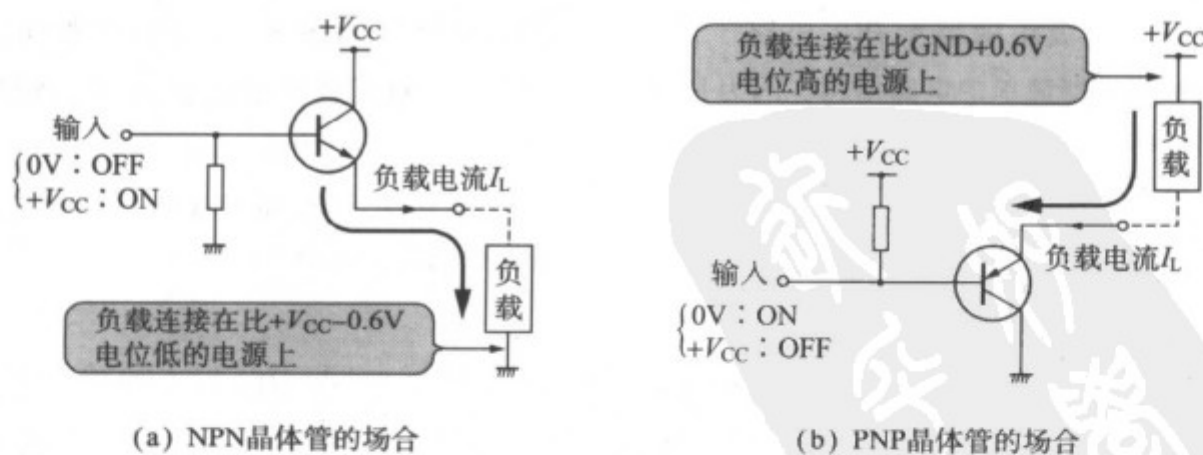 +VCC
输入
0V：OFF
+VCC：ON
负载电流IL
负载
负载连接在比+VCC−0.6V
电位低的电源上
(a) NPN晶体管的场合
负载连接在比GND+0.6V
电位高的电源上
+VCC
负载
+VCC
负载电流IL
输入
0V：ON
+VCC：OFF
(b) PNP晶体管的场合